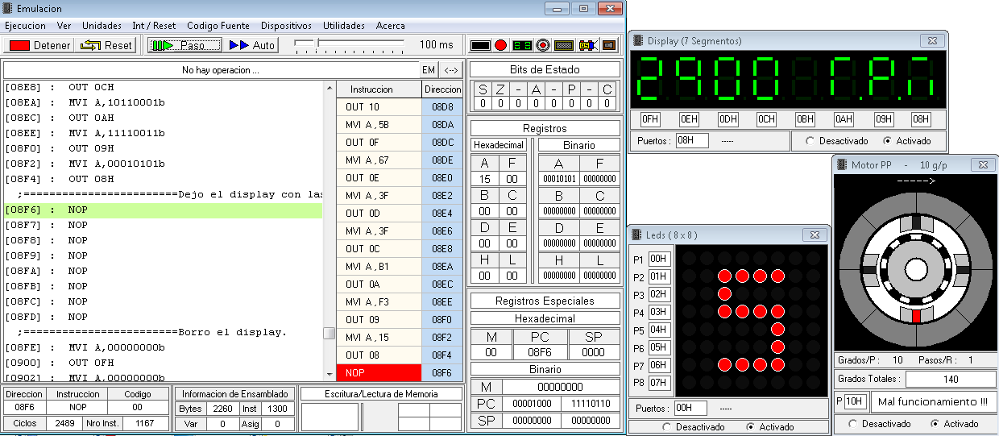 Emulacion
Ejecucion Ver Unidades Int / Reset Codigo Fuente Dispositivos Utilidades Acerca
Detener Reset Paso Auto 100 ms
No hay operacion ... EM <-->
[08E8] : OUT 0CH
[08EA] : MVI A,10110001b
[08EC] : OUT 0AH
[08EE] : MVI A,11110011b
[08F0] : OUT 09H
[08F2] : MVI A,00010101b
[08F4] : OUT 08H
;========================Dejo el display con las
[08F6] : NOP
[08F7] : NOP
[08F8] : NOP
[08F9] : NOP
[08FA] : NOP
[08FB] : NOP
[08FC] : NOP
[08FD] : NOP
;========================Borro el display.
[08FE] : MVI A,00000000b
[0900] : OUT 0FH
[0902] : MVI A,00000000b
Instruccion Direccion
OUT 10 08D8
MVI A,5B 08DA
OUT 0F 08DC
MVI A,67 08DE
OUT 0E 08E0
MVI A,3F 08E2
OUT 0D 08E4
MVI A,3F 08E6
OUT 0C 08E8
MVI A,B1 08EA
OUT 0A 08EC
MVI A,F3 08EE
OUT 09 08F0
MVI A,15 08F2
OUT 08 08F4
NOP 08F6
Direccion Instruccion Codigo
08F6 NOP 00
Ciclos 2489 Nro Inst. 1167
Informacion de Ensamblado
Bytes 2260 Inst 1300
Var 0 Asig 0
Escritura/Lectura de Memoria
Bits de Estado
S Z - A - P - C
0 0 0 0 0 0 0 0
Registros
Hexadecimal Binario
A F A F
15 00 00010101 00000000
B C B C
00 00 00000000 00000000
D E D E
00 00 00000000 00000000
H L H L
00 00 00000000 00000000
Registros Especiales
Hexadecimal
M PC SP
00 08F6 0000
Binario
M 00000000
PC 00001000 11110110
SP 00000000 00000000
Display (7 Segmentos)
2900 r.P.n
0FH 0EH 0DH 0CH 0BH 0AH 09H 08H
Puertos : 08H ----- Desactivado Activado
Leds ( 8 x 8 )
P1 00H
P2 01H
P3 02H
P4 03H
P5 04H
P6 05H
P7 06H
P8 07H
5
Puertos : 00H -----
Desactivado Activado
Motor PP - 10 g/p
----->
Grados/P : 10 Pasos/R : 1
Grados Totales : 140
P 10H Mal funcionamiento !!!
Desactivado Activado